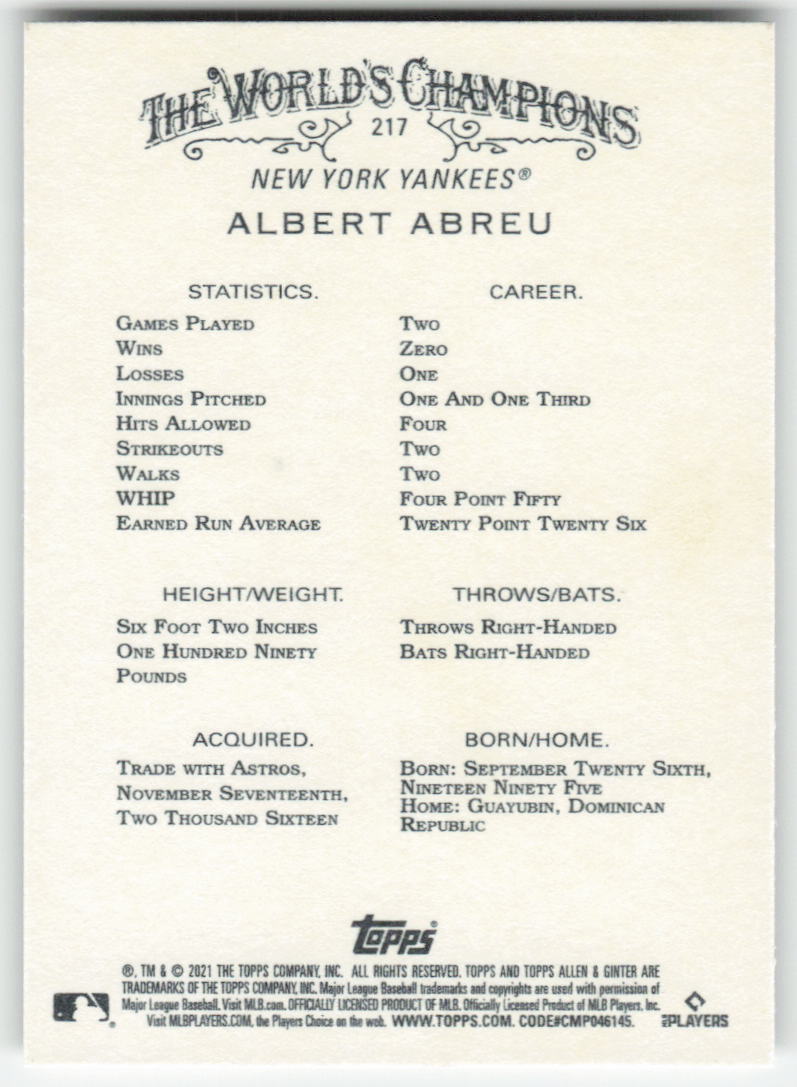 THE WORLD'S CHAMPIONS
217
NEW YORK YANKEES®
ALBERT ABREU
STATISTICS. CAREER.
GAMES PLAYED TWO
WINS ZERO
LOSSES ONE
INNINGS PITCHED ONE AND ONE THIRD
HITS ALLOWED FOUR
STRIKEOUTS TWO
WALKS TWO
WHIP FOUR POINT FIFTY
EARNED RUN AVERAGE TWENTY POINT TWENTY SIX
HEIGHT/WEIGHT.
SIX FOOT TWO INCHES
ONE HUNDRED NINETY
POUNDS
THROWS/BATS.
THROWS RIGHT-HANDED
BATS RIGHT-HANDED
ACQUIRED.
TRADE WITH ASTROS,
NOVEMBER SEVENTEENTH,
TWO THOUSAND SIXTEEN
BORN/HOME.
BORN: SEPTEMBER TWENTY SIXTH,
NINETEEN NINETY FIVE
HOME: GUAYUBIN, DOMINICAN
REPUBLIC
Topps®
®, TM & © 2021 THE TOPPS COMPANY, INC. ALL RIGHTS RESERVED. TOPPS AND TOPPS ALLEN & GINTER ARE
TRADEMARKS OF THE TOPPS COMPANY, INC. Major League Baseball trademarks and copyrights are used with permission of
Major League Baseball. Visit MLB.com. OFFICIALLY LICENSED PRODUCT OF MLB. Officially Licensed Product of MLB Players, Inc.
Visit MLBPLAYERS.COM, the Players Choice on the web. WWW.TOPPS.COM. CODE#CMP046145.
MLB PLAYERS